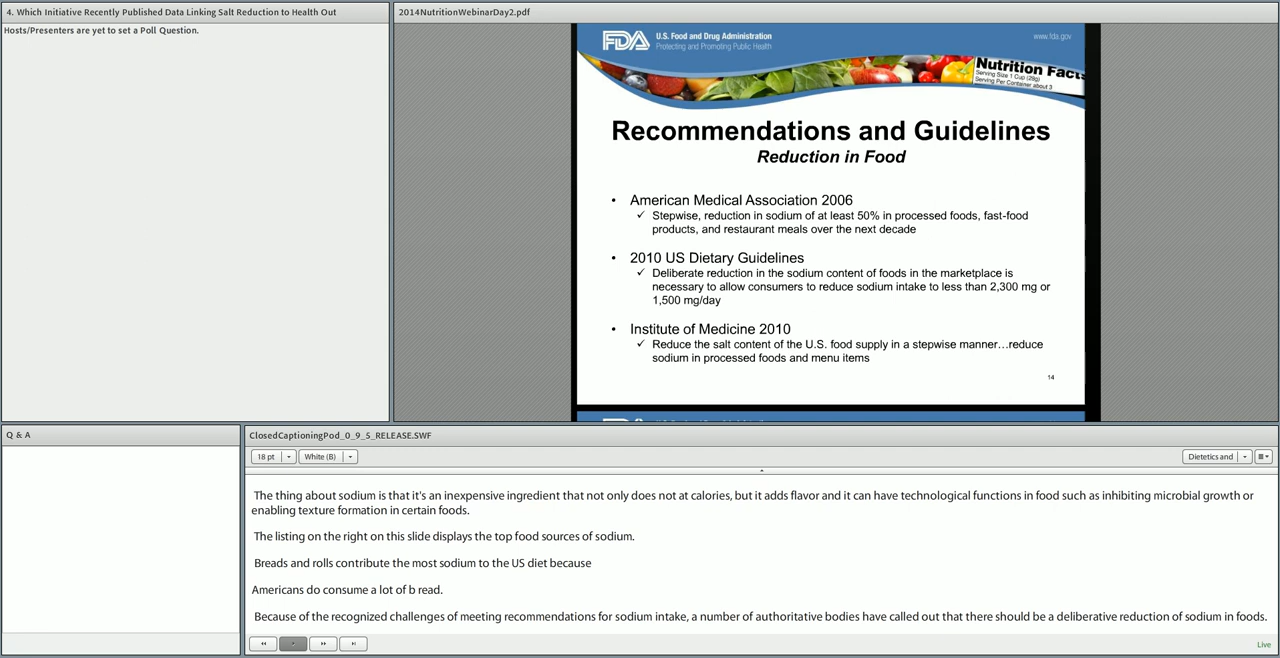 4. Which Initiative Recently Published Data Linking Salt Reduction to Health Out
Hosts/Presenters are yet to set a Poll Question.
2014NutritionWebinarDay2.pdf
FDA U.S. Food and Drug Administration
Protecting and Promoting Public Health
www.fda.gov
Nutrition Facts
Serving Size 1 Cup (28g)
Serving Per Container about 3
Recommendations and Guidelines
Reduction in Food
• American Medical Association 2006
✓ Stepwise, reduction in sodium of at least 50% in processed foods, fast-food
products, and restaurant meals over the next decade
• 2010 US Dietary Guidelines
✓ Deliberate reduction in the sodium content of foods in the marketplace is
necessary to allow consumers to reduce sodium intake to less than 2,300 mg or
1,500 mg/day
• Institute of Medicine 2010
✓ Reduce the salt content of the U.S. food supply in a stepwise manner…reduce
sodium in processed foods and menu items
14
Q & A
ClosedCaptioningPod_0_9_5_RELEASE.SWF
18 pt White (B) Dietetics and
The thing about sodium is that it's an inexpensive ingredient that not only does not at calories, but it adds flavor and it can have technological functions in food such as inhibiting microbial growth or
enabling texture formation in certain foods.
The listing on the right on this slide displays the top food sources of sodium.
Breads and rolls contribute the most sodium to the US diet because
Americans do consume a lot of b read.
Because of the recognized challenges of meeting recommendations for sodium intake, a number of authoritative bodies have called out that there should be a deliberative reduction of sodium in foods.
Live